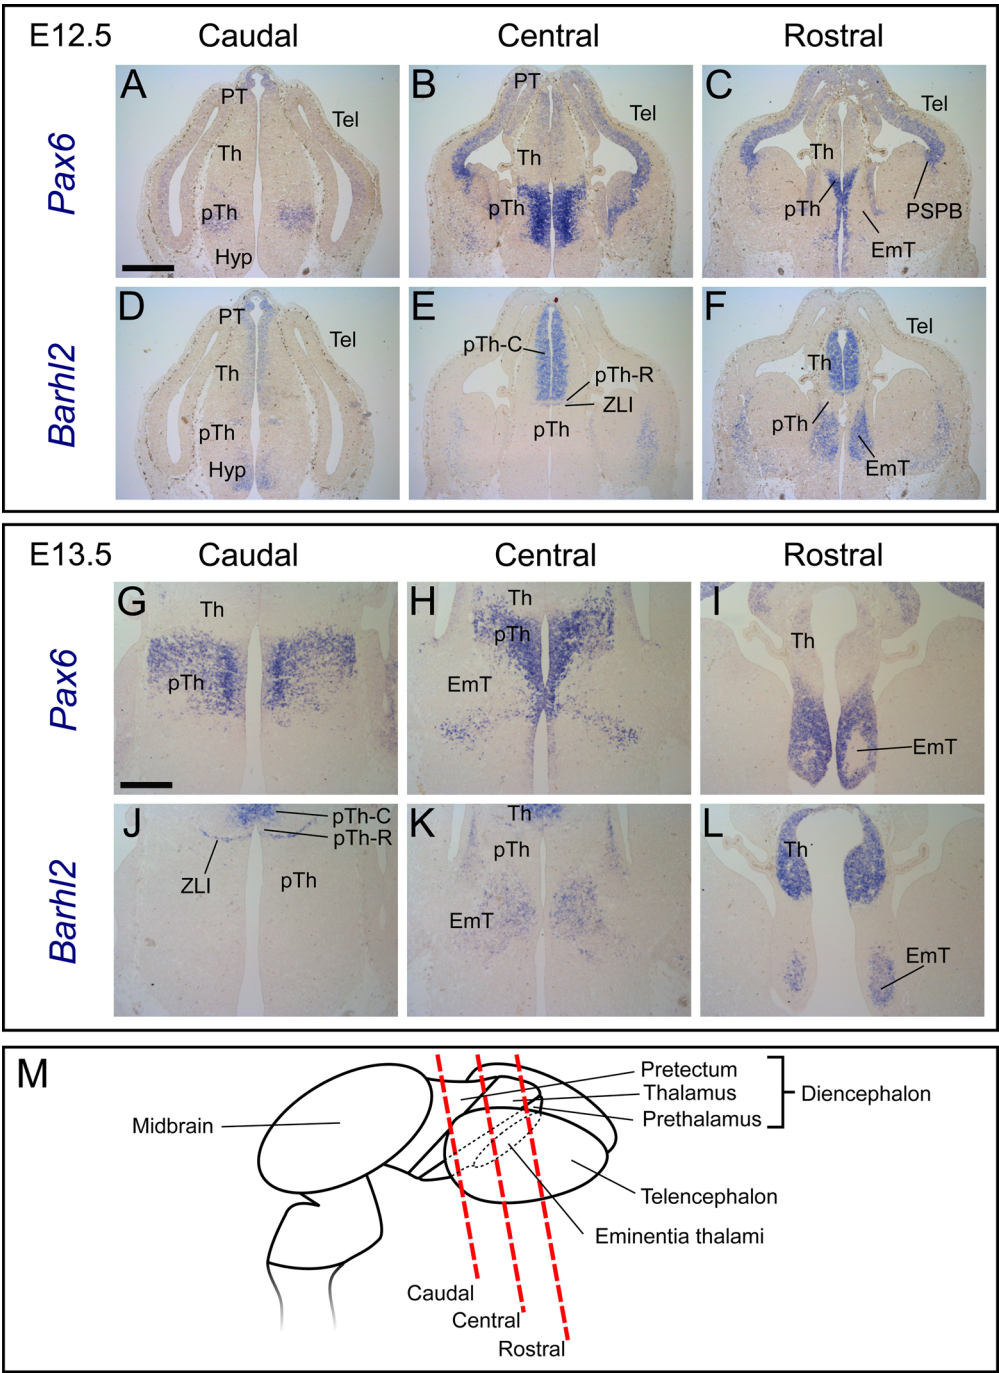 E12.5 Caudal Central Rostral
Pax6
A
PT
Tel
Th
pTh
Hyp
B
PT
Tel
Th
pTh
C
Tel
Th
pTh
PSPB
EmT
Barhl2
D
PT
Tel
Th
pTh
Hyp
E
pTh-C
pTh-R
ZLI
pTh
F
Tel
Th
pTh
EmT
E13.5 Caudal Central Rostral
Pax6
G
Th
pTh
H
Th
pTh
EmT
I
Th
EmT
Barhl2
J
pTh-C
pTh-R
ZLI
pTh
K
Th
pTh
EmT
L
Th
EmT
M
Pretectum
Thalamus
Diencephalon
Prethalamus
Midbrain
Telencephalon
Eminentia thalami
Caudal
Central
Rostral